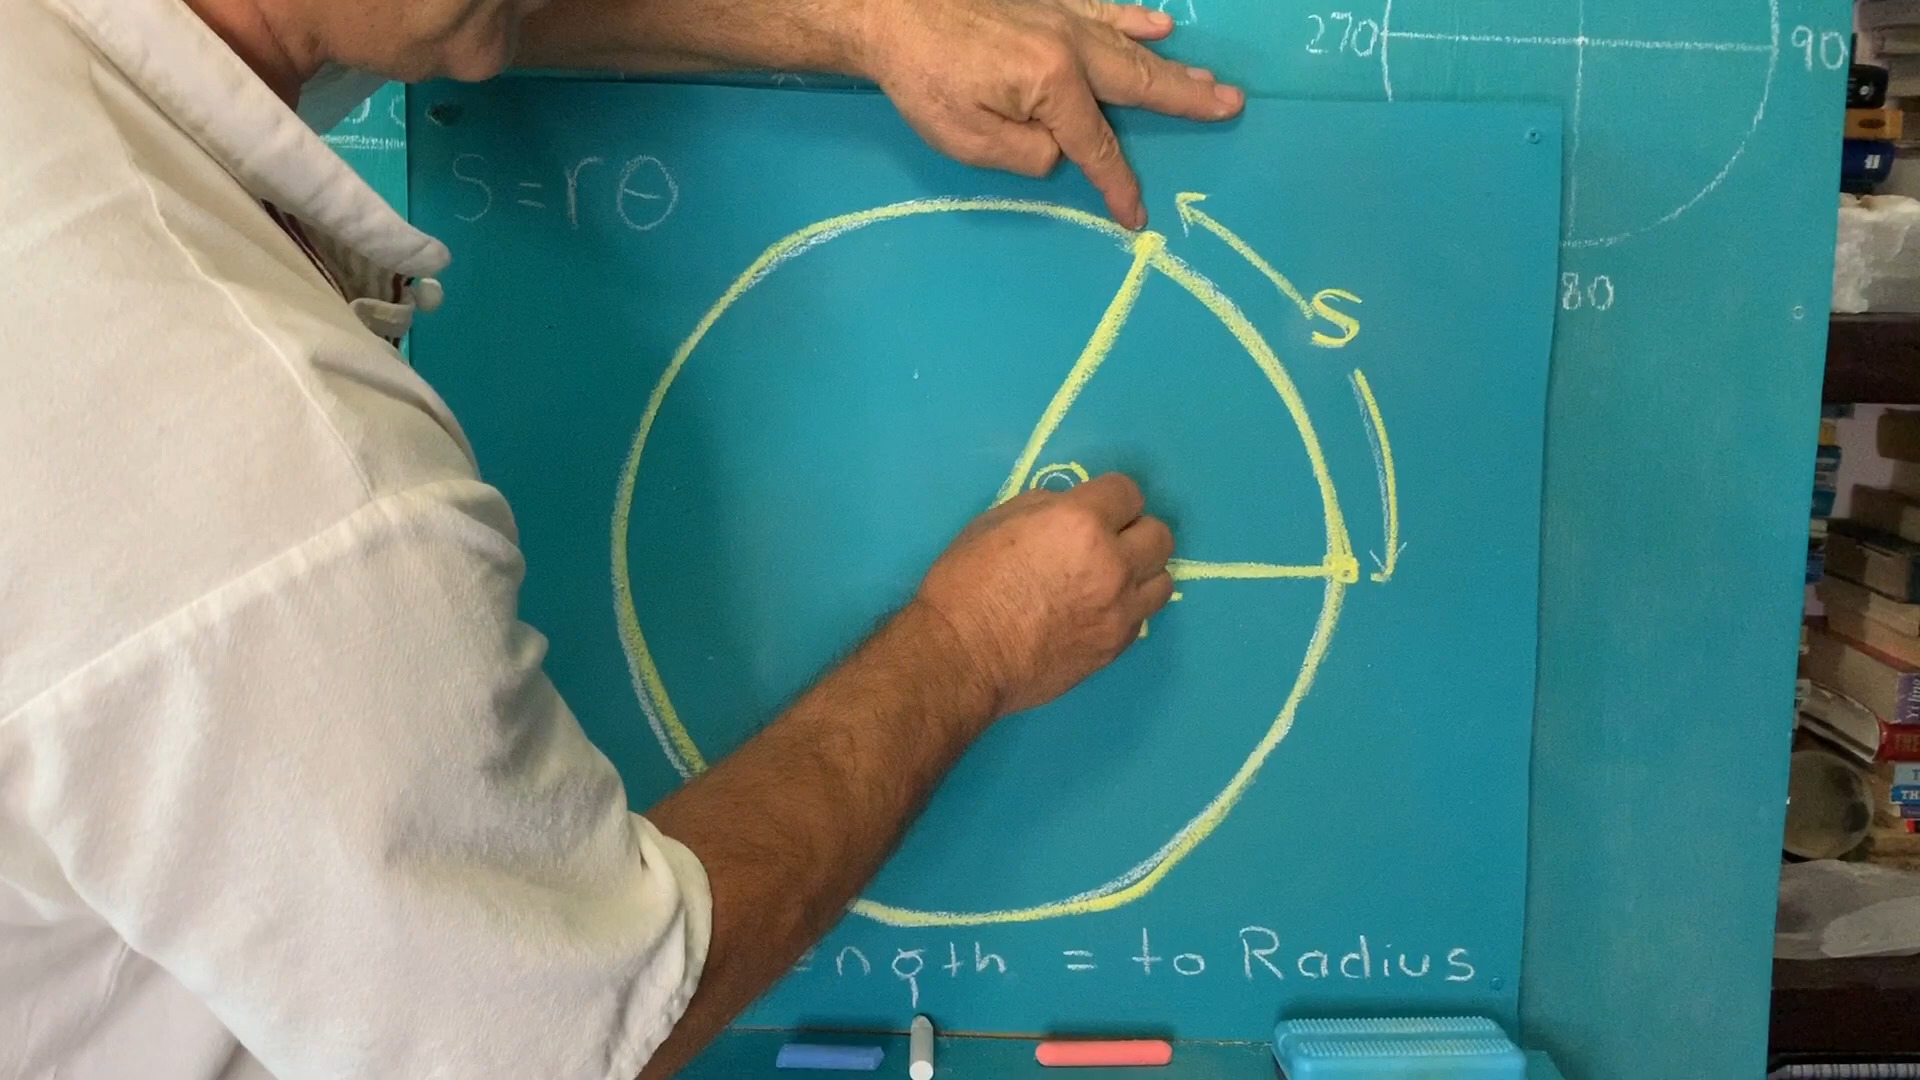 270
90
S = rθ
S
80
ngth = to Radius